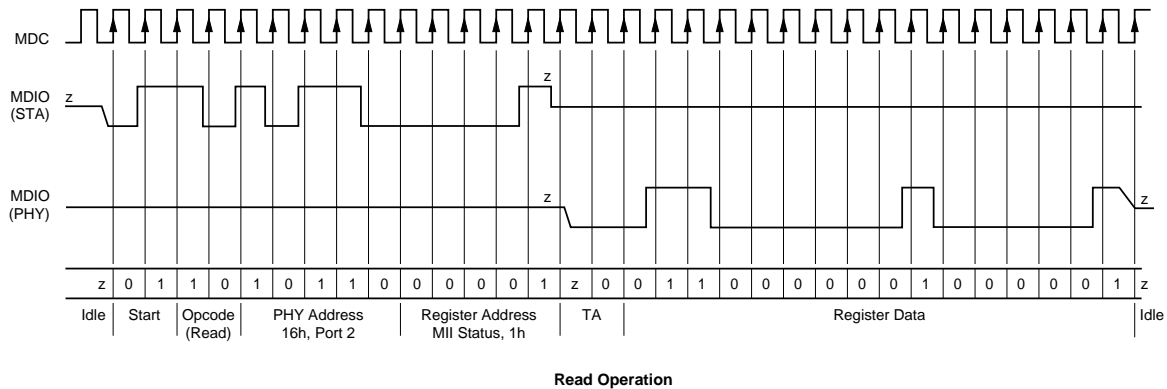 MDC
z
z
MDIO
(STA)
z
z
MDIO
(PHY)
z 0 1 1 0 1 0 1 1 0 0 0 0 0 1 z 0 0 1 1 0 0 0 0 0 0 1 0 0 0 0 0 1 z
Idle Start Opcode PHY Address Register Address TA Register Data Idle
(Read) 16h, Port 2 MII Status, 1h
Read Operation